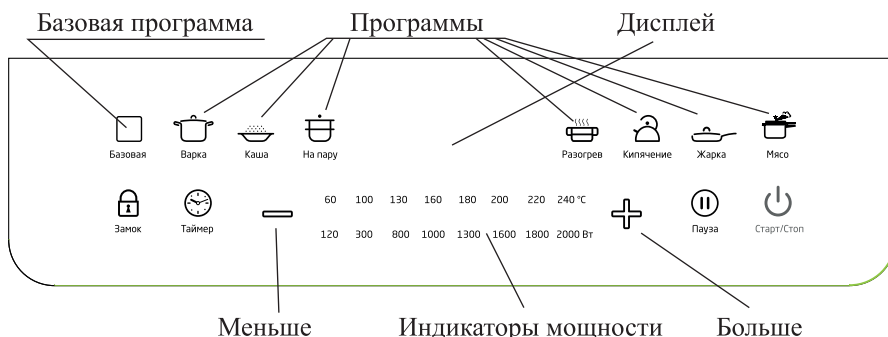 Базовая программа Программы Дисплей
Базовая Варка Каша На пару Разогрев Кипячение Жарка Мясо
60 100 130 160 180 200 220 240 °C
Замок Таймер Пауза Старт/Стоп
120 300 800 1000 1300 1600 1800 2000 Вт
Меньше Индикаторы мощности Больше